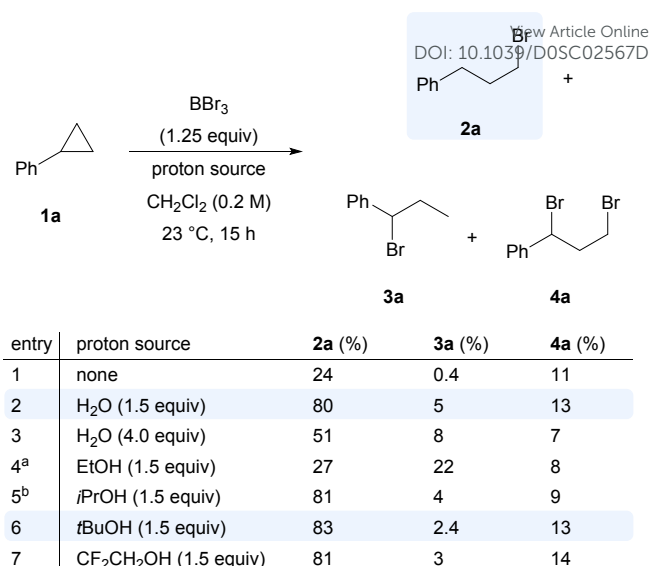 View Article Online
DOI: 10.1039/D0SC02567D
Br
Ph
+
2a
BBr₃
(1.25 equiv)
proton source
CH₂Cl₂ (0.2 M)
23 °C, 15 h
Ph
1a
Ph
Br
+
Br Br
Ph
3a 4a
entry proton source 2a (%) 3a (%) 4a (%)
1 none 24 0.4 11
2 H₂O (1.5 equiv) 80 5 13
3 H₂O (4.0 equiv) 51 8 7
4ᵃ EtOH (1.5 equiv) 27 22 8
5ᵇ iPrOH (1.5 equiv) 81 4 9
6 tBuOH (1.5 equiv) 83 2.4 13
7 CF₃CH₂OH (1.5 equiv) 81 3 14